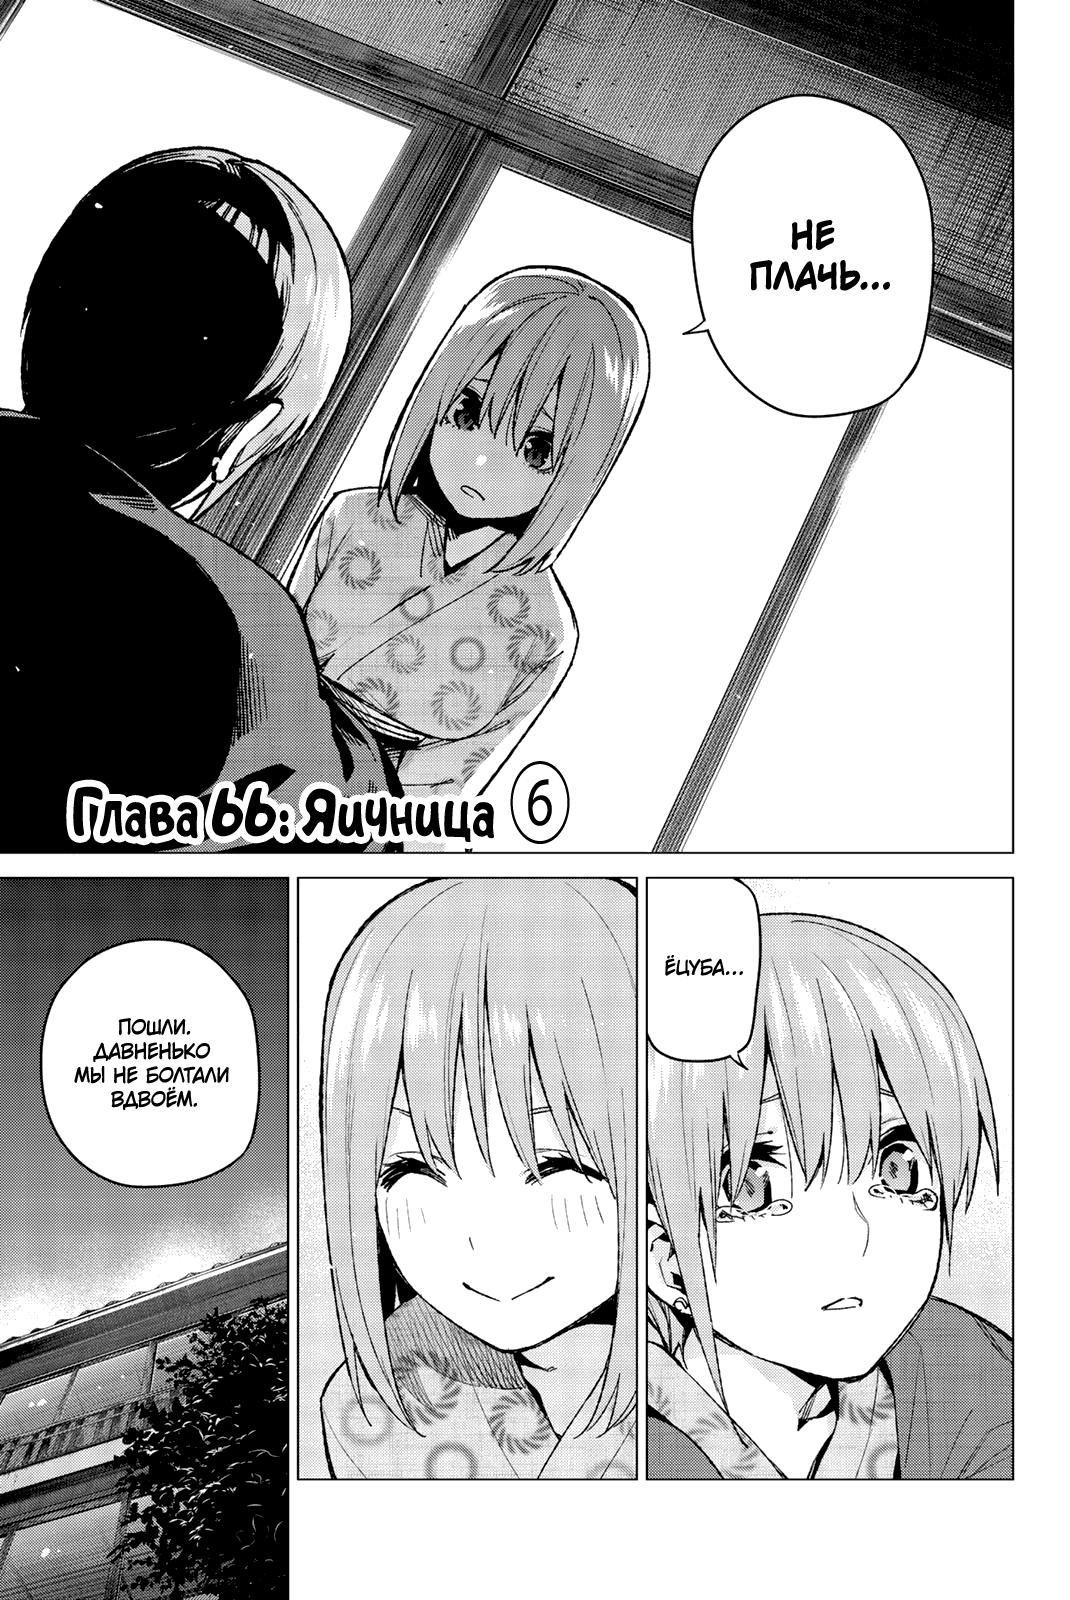 НЕ
ПЛАЧЬ...
Глава 66: Яичница ⑥
ЁЦУБА...
ПОШЛИ.
ДАВНЕНЬКО
МЫ НЕ БОЛТАЛИ
ВДВОЁМ.